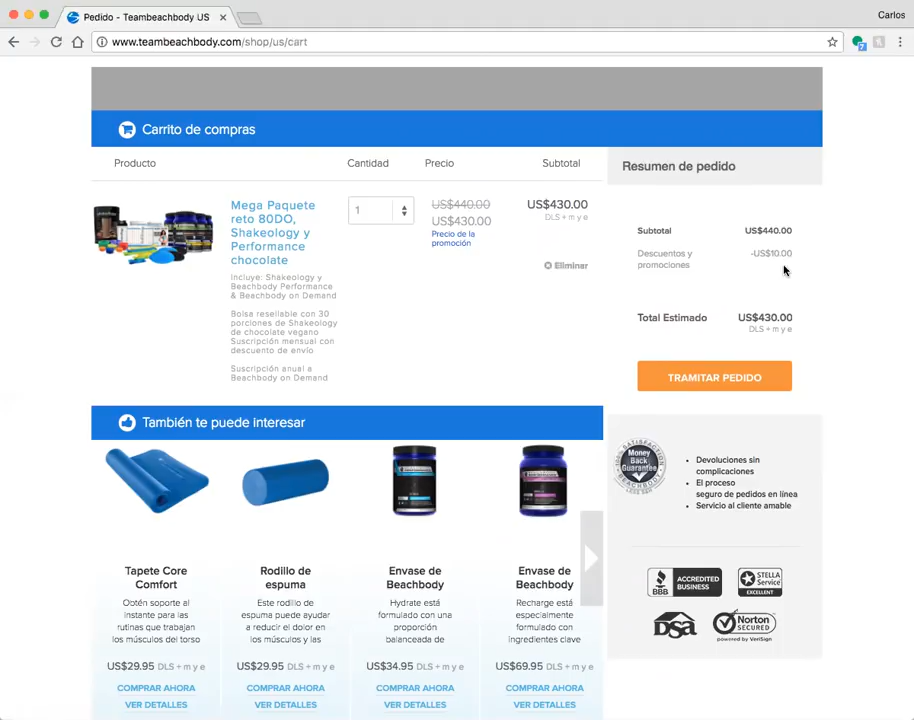 Pedido - Teambeachbody US
Carlos
www.teambeachbody.com/shop/us/cart
Carrito de compras
Producto
Cantidad
Precio
Subtotal
Resumen de pedido
Mega Paquete
reto 80DO,
Shakeology y
Performance
chocolate
Incluye: Shakeology y
Beachbody Performance
& Beachbody on Demand
Bolsa resellable con 30
porciones de Shakeology
de chocolate vegano
Suscripción mensual con
descuento de envío
Suscripción anual a
Beachbody on Demand
1
US$440.00
US$430.00
Precio de la
promoción
US$430.00
DLS + m y e
Eliminar
Subtotal US$440.00
Descuentos y -US$10.00
promociones
Total Estimado US$430.00
DLS + m y e
TRAMITAR PEDIDO
También te puede interesar
Tapete Core
Comfort
Obtén soporte al
instante para las
rutinas que trabajan
los músculos del torso
US$29.95 DLS + m y e
COMPRAR AHORA
VER DETALLES
Rodillo de
espuma
Este rodillo de
espuma puede ayudar
a reducir el dolor en
los músculos y las
US$29.95 DLS + m y e
COMPRAR AHORA
VER DETALLES
Envase de
Beachbody
Hydrate está
formulado con una
proporción
balanceada de
US$34.95 DLS + m y e
COMPRAR AHORA
VER DETALLES
Envase de
Beachbody
Recharge está
especialmente
formulado con
ingredientes clave
US$69.95 DLS + m y e
COMPRAR AHORA
VER DETALLES
Money
Back
Guarantee
Devoluciones sin
complicaciones
El proceso
seguro de pedidos en línea
Servicio al cliente amable
BBB
ACCREDITED
BUSINESS
STELLA
Service
EXCELLENT
DSA
Norton
SECURED
powered by VeriSign